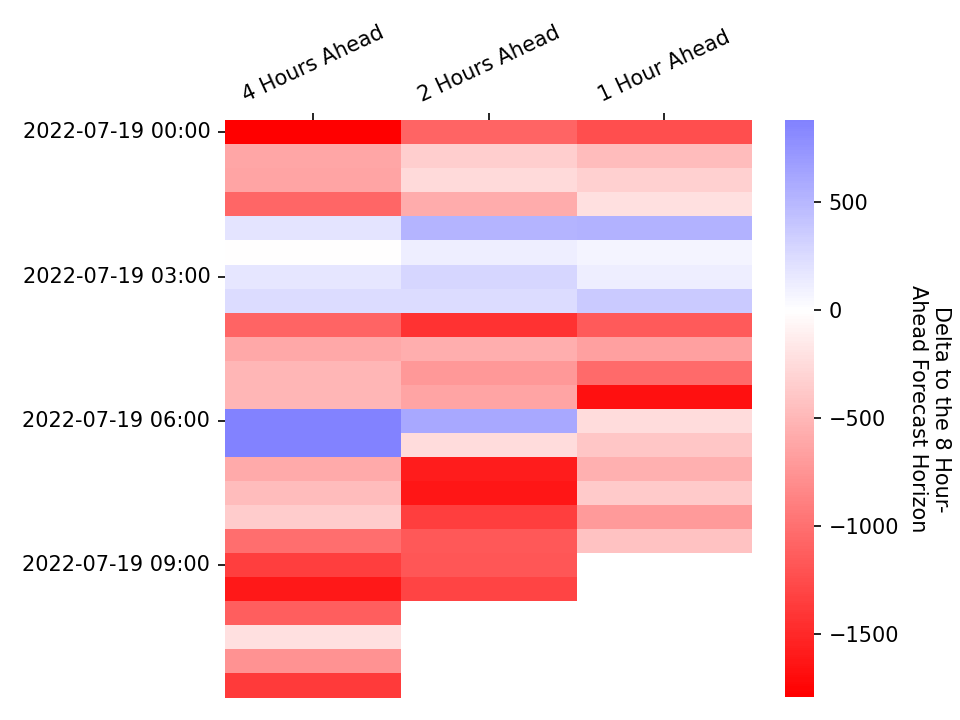 4 Hours Ahead
2 Hours Ahead
1 Hour Ahead
2022-07-19 00:00
2022-07-19 03:00
2022-07-19 06:00
2022-07-19 09:00
500
0
−500
−1000
−1500
Delta to the 8 Hour-
Ahead Forecast Horizon